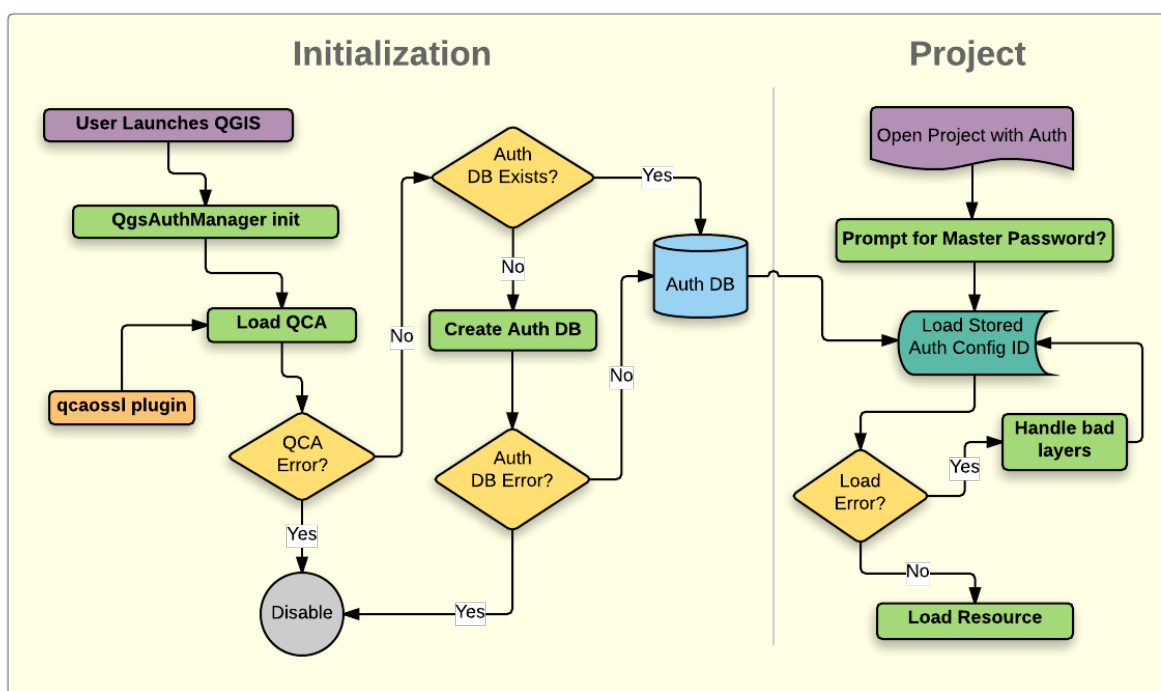 Initialization
Project
User Launches QGIS
QgsAuthManager init
Load QCA
qcaossl plugin
QCA
Error?
Yes
Disable
No
Auth
DB Exists?
Yes
No
Create Auth DB
Auth
DB Error?
No
Yes
Auth DB
Open Project with Auth
Prompt for Master Password?
Load Stored
Auth Config ID
Handle bad
layers
Load
Error?
Yes
No
Load Resource